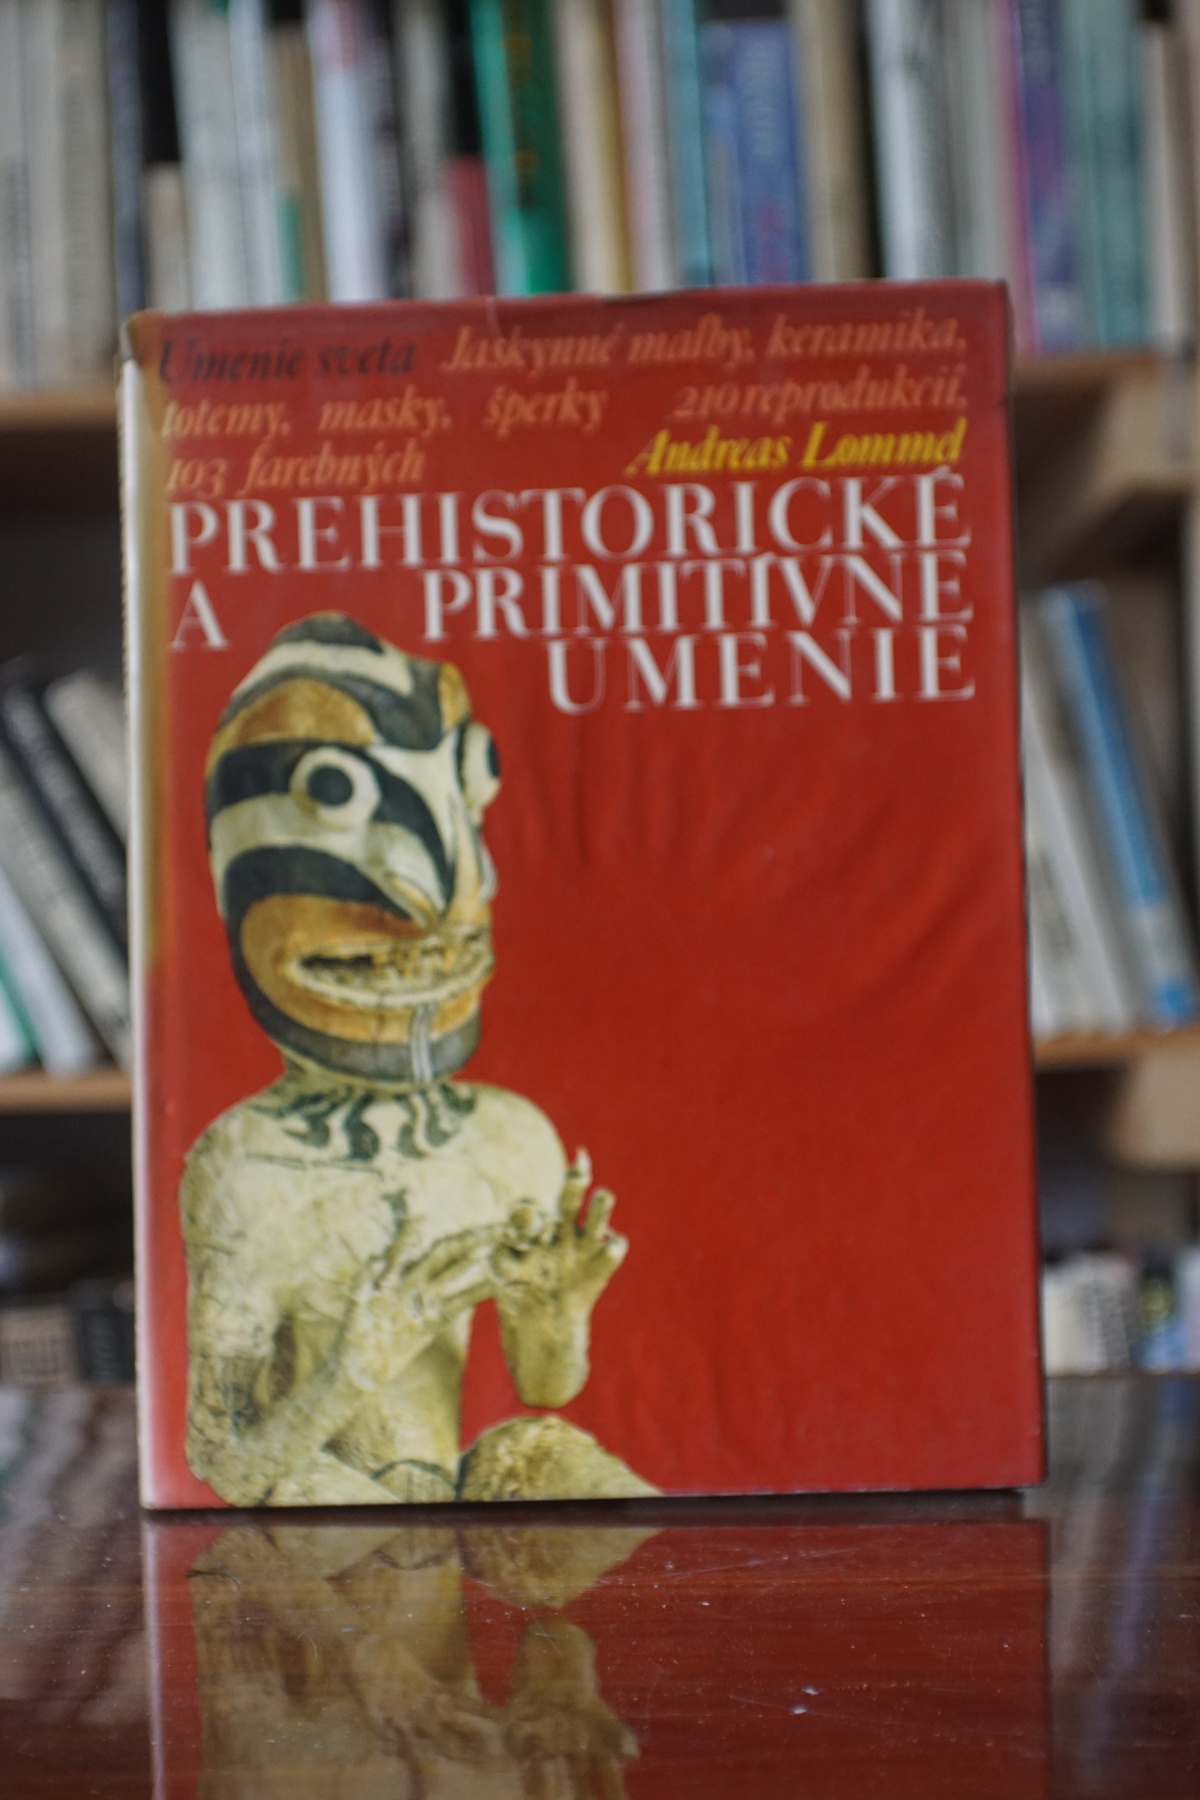 Umenie sveta Jaskynné maľby, keramika,
totemy, masky, šperky 210 reprodukcií,
103 farebných Andreas Lommel
PREHISTORICKÉ
A PRIMITÍVNE
UMENIE